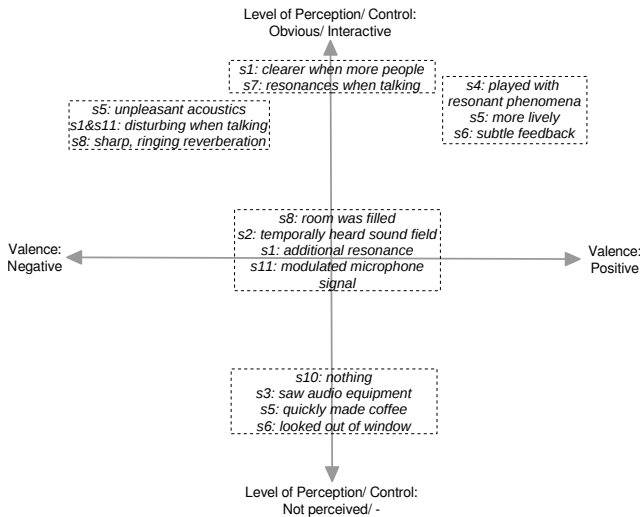 Level of Perception/ Control:
Obvious/ Interactive
s1: clearer when more people
s7: resonances when talking
s4: played with
resonant phenomena
s5: more lively
s6: subtle feedback
s5: unpleasant acoustics
s1&s11: disturbing when talking
s8: sharp, ringing reverberation
s8: room was filled
s2: temporally heard sound field
s1: additional resonance
s11: modulated microphone
signal
Valence:
Negative
Valence:
Positive
s10: nothing
s3: saw audio equipment
s5: quickly made coffee
s6: looked out of window
Level of Perception/ Control:
Not perceived/ -